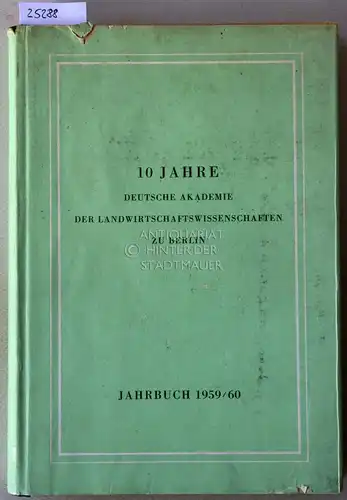 25288
10 JAHRE
DEUTSCHE AKADEMIE
DER LANDWIRTSCHAFTSWISSENSCHAFTEN
ZU BERLIN
ANTIQUARIAT
HINTER DER
STADTMAUER
JAHRBUCH 1959/60